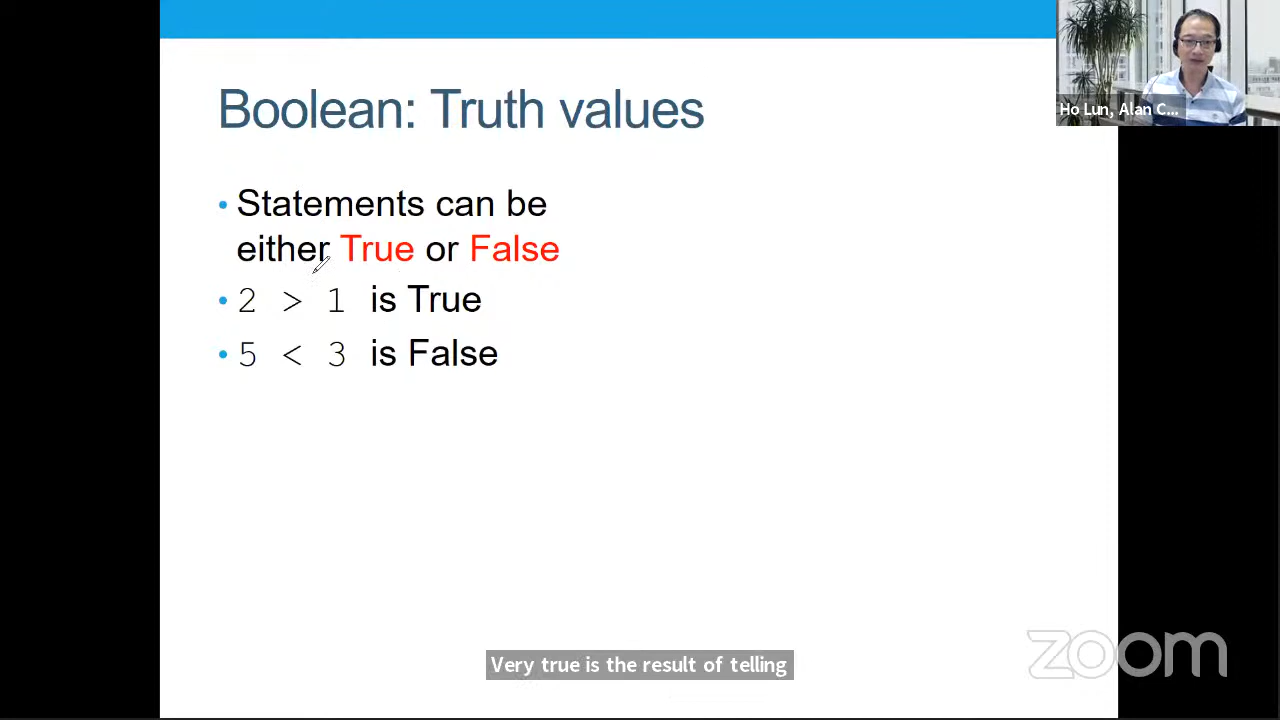 Boolean: Truth values
Ho Lun, Alan C...
• Statements can be
either True or False
• 2 > 1 is True
• 5 < 3 is False
Very true is the result of telling
zoom